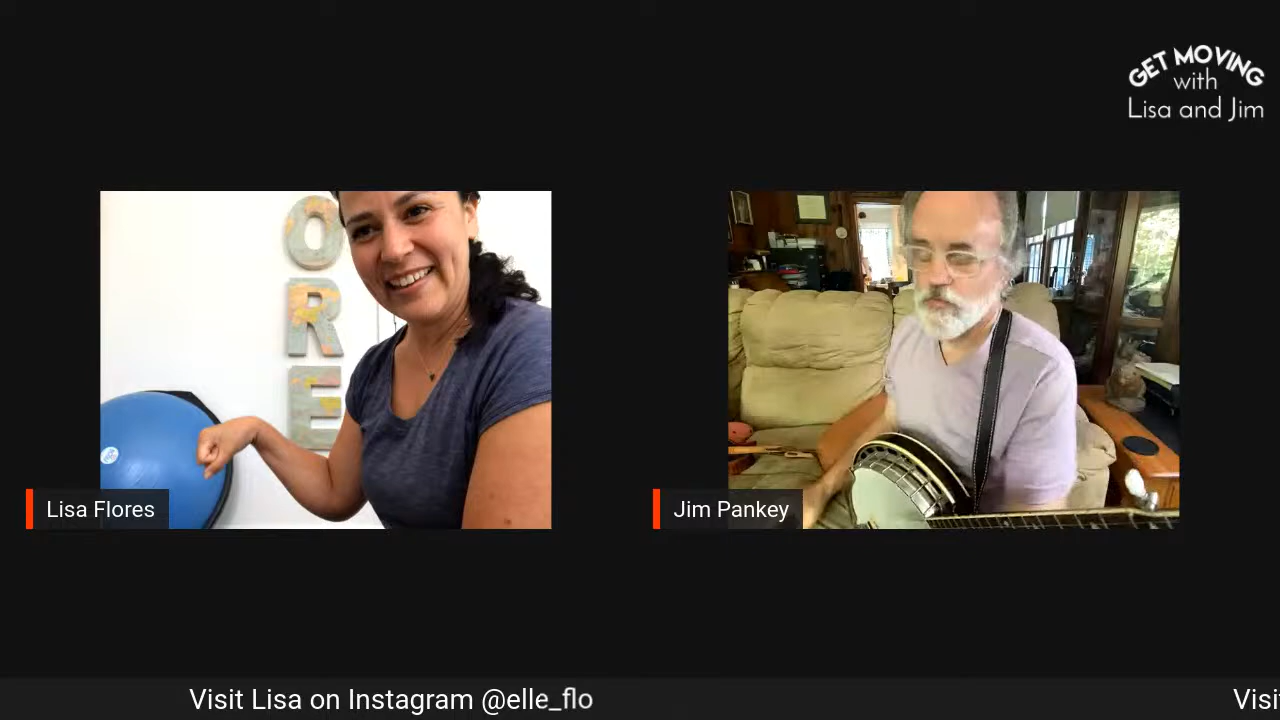 GET MOVING
with
Lisa and Jim
O
R
E
Lisa Flores
Jim Pankey
Visit Lisa on Instagram @elle_flo
Visi